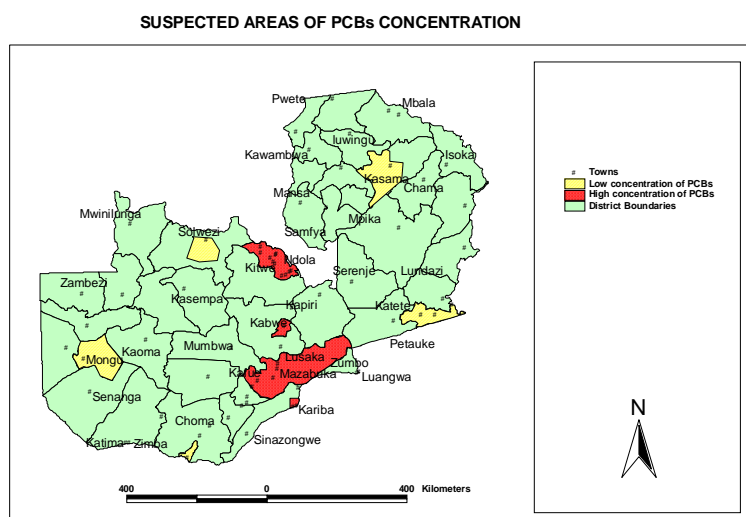 SUSPECTED AREAS OF PCBs CONCENTRATION
Pweto
Mbala
luwingu
Kawambwa
Isoka
Kasama
Chama
Mansa
Mpika
Samfya
Mwinilunga
Solwezi
Ndola
Kitwe
Serenje
Lundazi
Zambezi
Kasempa
Kapiri
Katete
Kabwe
Petauke
Mongu
Kaoma
Mumbwa
Lusaka
Zumbo
Kafue
Mazabuka
Luangwa
Senanga
Kariba
Choma
Katima
Zimba
Sinazongwe
400 0 400 Kilometers
# Towns
Low concentration of PCBs
High concentration of PCBs
District Boundaries
N